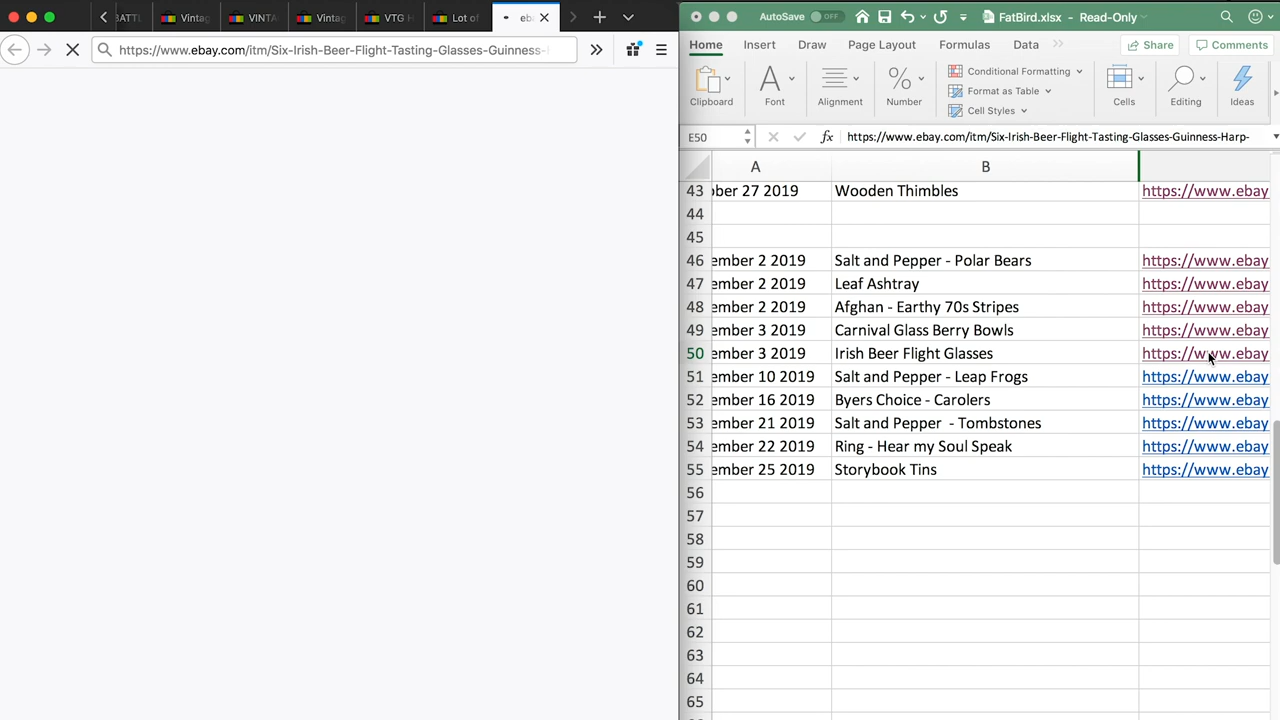 BATTL Vintag VINTA Vintag VTG H Lot of eb
https://www.ebay.com/itm/Six-Irish-Beer-Flight-Tasting-Glasses-Guinness-
AutoSave OFF FatBird.xlsx - Read-Only
Home Insert Draw Page Layout Formulas Data Share Comments
Clipboard Font Alignment Number Conditional Formatting Format as Table Cell Styles Cells Editing Ideas
E50 fx https://www.ebay.com/itm/Six-Irish-Beer-Flight-Tasting-Glasses-Guinness-Harp-
A B
43 ober 27 2019 Wooden Thimbles https://www.ebay
44
45
46 ember 2 2019 Salt and Pepper - Polar Bears https://www.ebay
47 ember 2 2019 Leaf Ashtray https://www.ebay
48 ember 2 2019 Afghan - Earthy 70s Stripes https://www.ebay
49 ember 3 2019 Carnival Glass Berry Bowls https://www.ebay
50 ember 3 2019 Irish Beer Flight Glasses https://www.ebay
51 ember 10 2019 Salt and Pepper - Leap Frogs https://www.ebay
52 ember 16 2019 Byers Choice - Carolers https://www.ebay
53 ember 21 2019 Salt and Pepper  - Tombstones https://www.ebay
54 ember 22 2019 Ring - Hear my Soul Speak https://www.ebay
55 ember 25 2019 Storybook Tins https://www.ebay
56
57
58
59
60
61
62
63
64
65